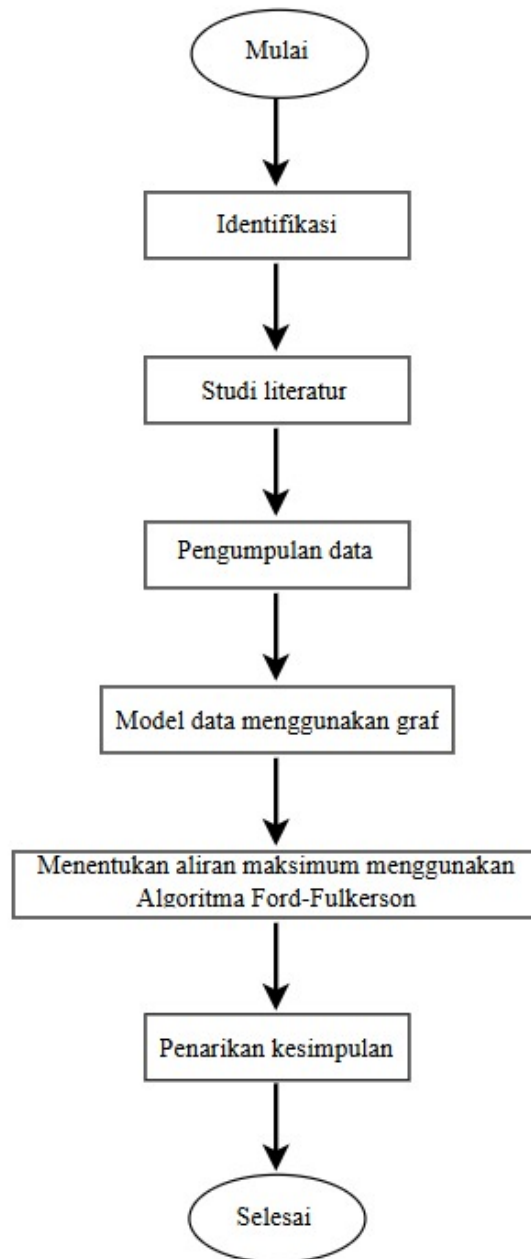 Mulai
Identifikasi
Studi literatur
Pengumpulan data
Model data menggunakan graf
Menentukan aliran maksimum menggunakan
Algoritma Ford-Fulkerson
Penarikan kesimpulan
Selesai